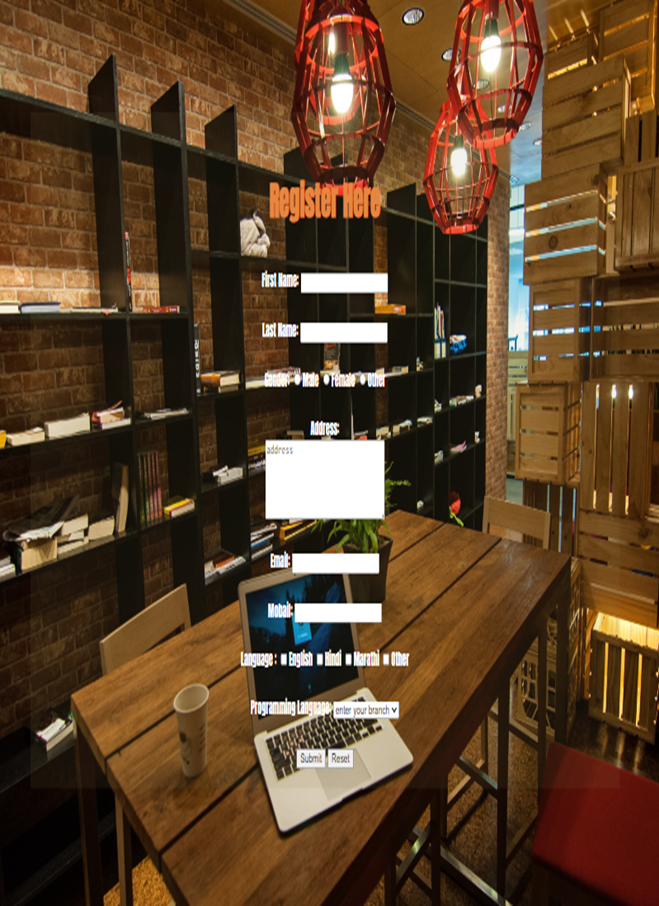 Register Here
First Name:
Last Name:
Gender: Male Female Other
Address:
address
Email:
Mobail:
Language : English Hindi Marathi Other
Programming Language: enter your branch
Submit Reset